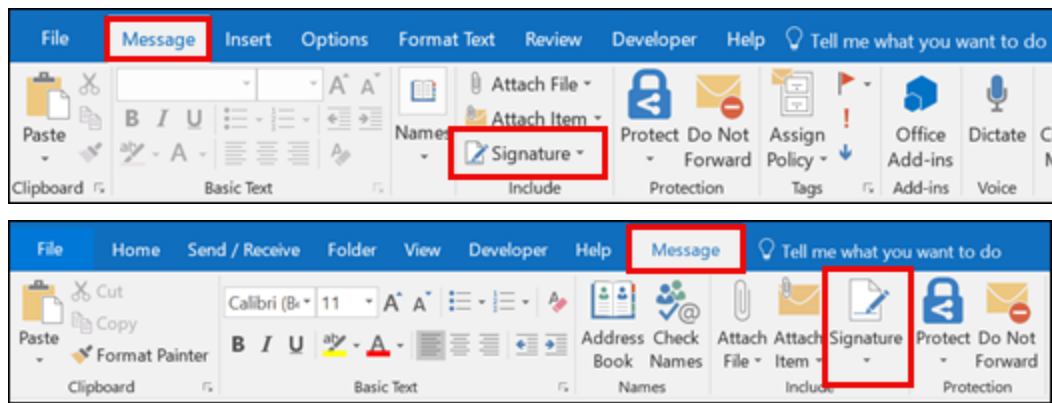 File Message Insert Options Format Text Review Developer Help Tell me what you want to do
Attach File
B I U Names Attach Item
Paste Protect Do Not Assign Office Dictate
A Signature Forward Policy Add-ins
Clipboard Basic Text Include Protection Tags Add-ins Voice
File Home Send / Receive Folder View Developer Help Message Tell me what you want to do
Cut
Calibri (B 11 A A
Copy
Paste Address Check Attach Attach Signature Protect Do Not
Format Painter B I U A Book Names File Item Forward
Clipboard Basic Text Names Include Protection